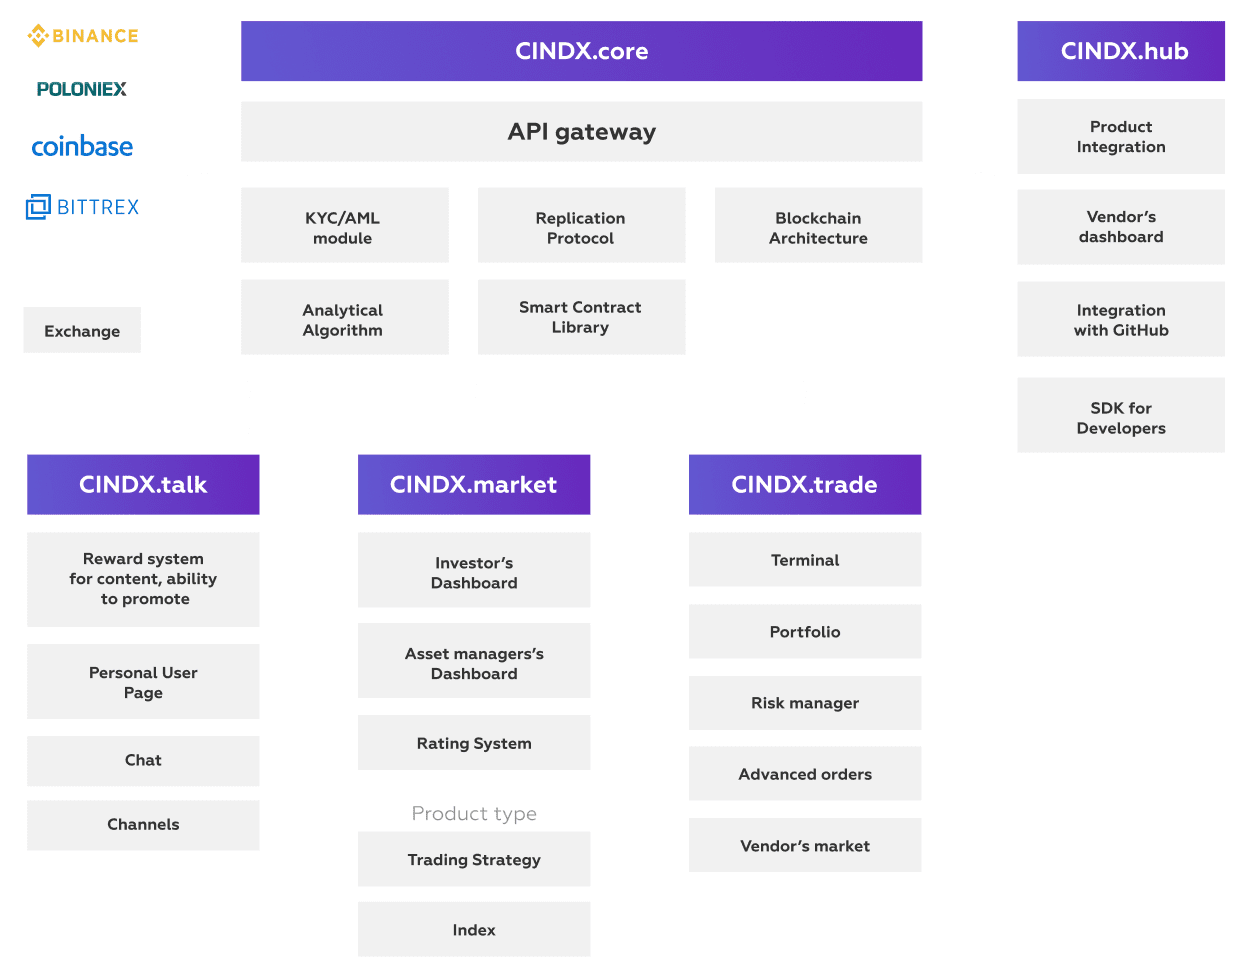 BINANCE
POLONIEX
coinbase
BITTREX
Exchange
CINDX.core
API gateway
KYC/AML
module
Replication
Protocol
Blockchain
Architecture
Analytical
Algorithm
Smart Contract
Library
CINDX.hub
Product
Integration
Vendor’s
dashboard
Integration
with GitHub
SDK for
Developers
CINDX.talk
Reward system
for content, ability
to promote
Personal User
Page
Chat
Channels
CINDX.market
Investor’s
Dashboard
Asset managers’s
Dashboard
Rating System
Product type
Trading Strategy
Index
CINDX.trade
Terminal
Portfolio
Risk manager
Advanced orders
Vendor’s market